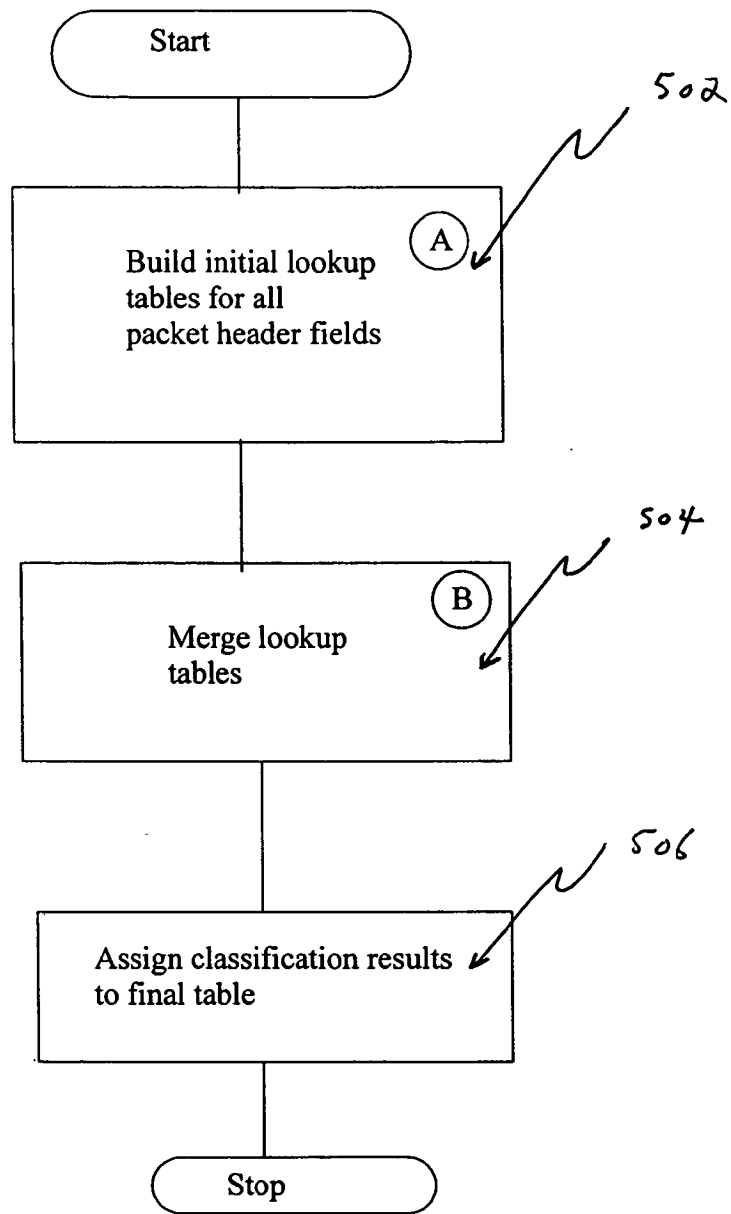 Start
502
A
Build initial lookup
tables for all
packet header fields
504
B
Merge lookup
tables
506
Assign classification results
to final table
Stop